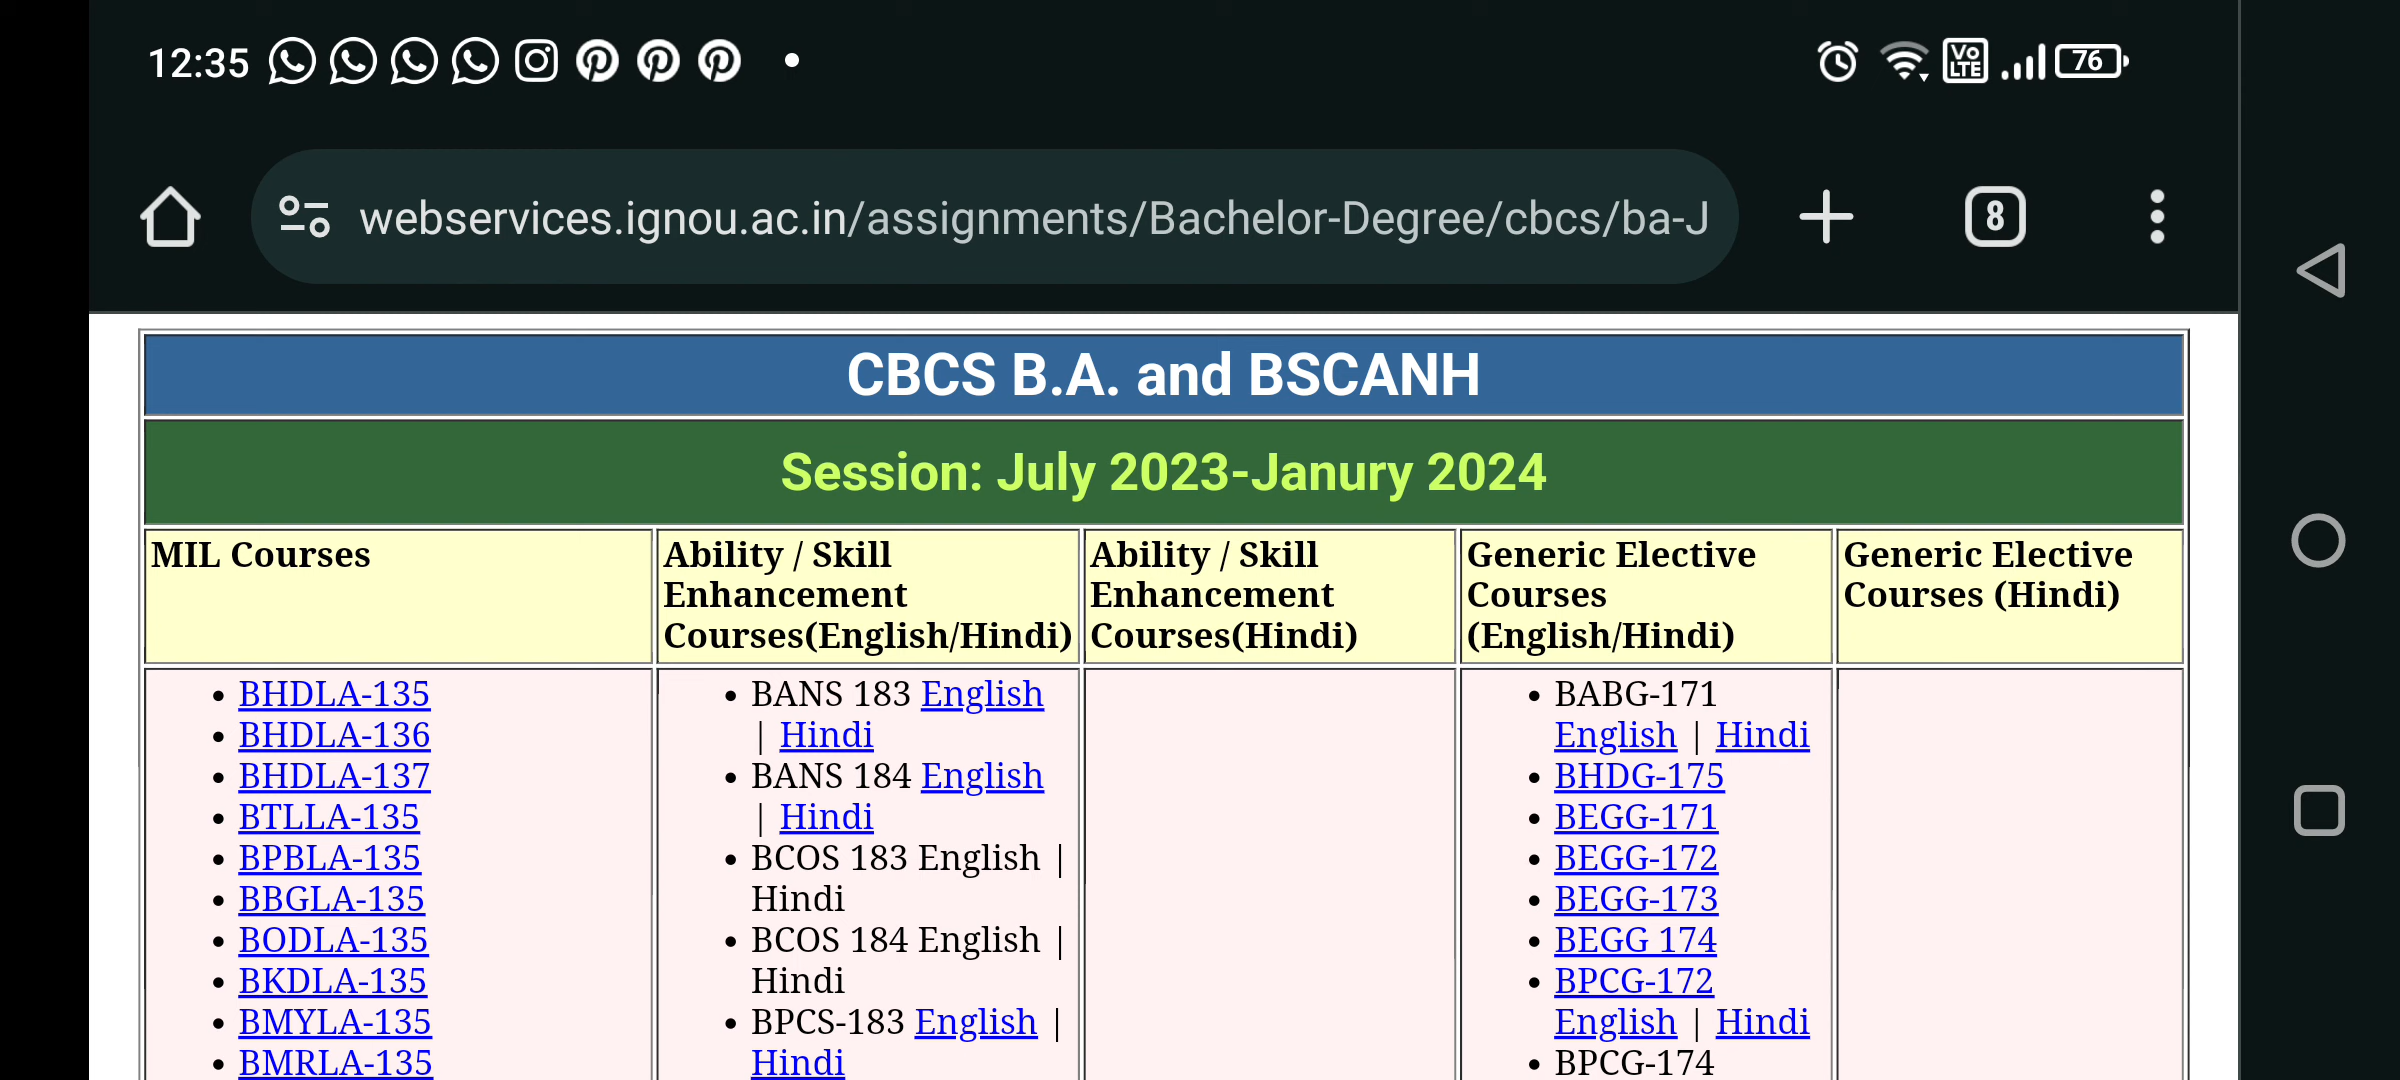 12:35
VoLTE
76
webservices.ignou.ac.in/assignments/Bachelor-Degree/cbcs/ba-J
8
CBCS B.A. and BSCANH
Session: July 2023-Janury 2024
MIL Courses
Ability / Skill
Enhancement
Courses(English/Hindi)
Ability / Skill
Enhancement
Courses(Hindi)
Generic Elective
Courses
(English/Hindi)
Generic Elective
Courses (Hindi)
• BHDLA-135
• BHDLA-136
• BHDLA-137
• BTLLA-135
• BPBLA-135
• BBGLA-135
• BODLA-135
• BKDLA-135
• BMYLA-135
• BMRLA-135
• BANS 183 English
| Hindi
• BANS 184 English
| Hindi
• BCOS 183 English |
Hindi
• BCOS 184 English |
Hindi
• BPCS-183 English |
Hindi
• BABG-171
English | Hindi
• BHDG-175
• BEGG-171
• BEGG-172
• BEGG-173
• BEGG 174
• BPCG-172
English | Hindi
• BPCG-174